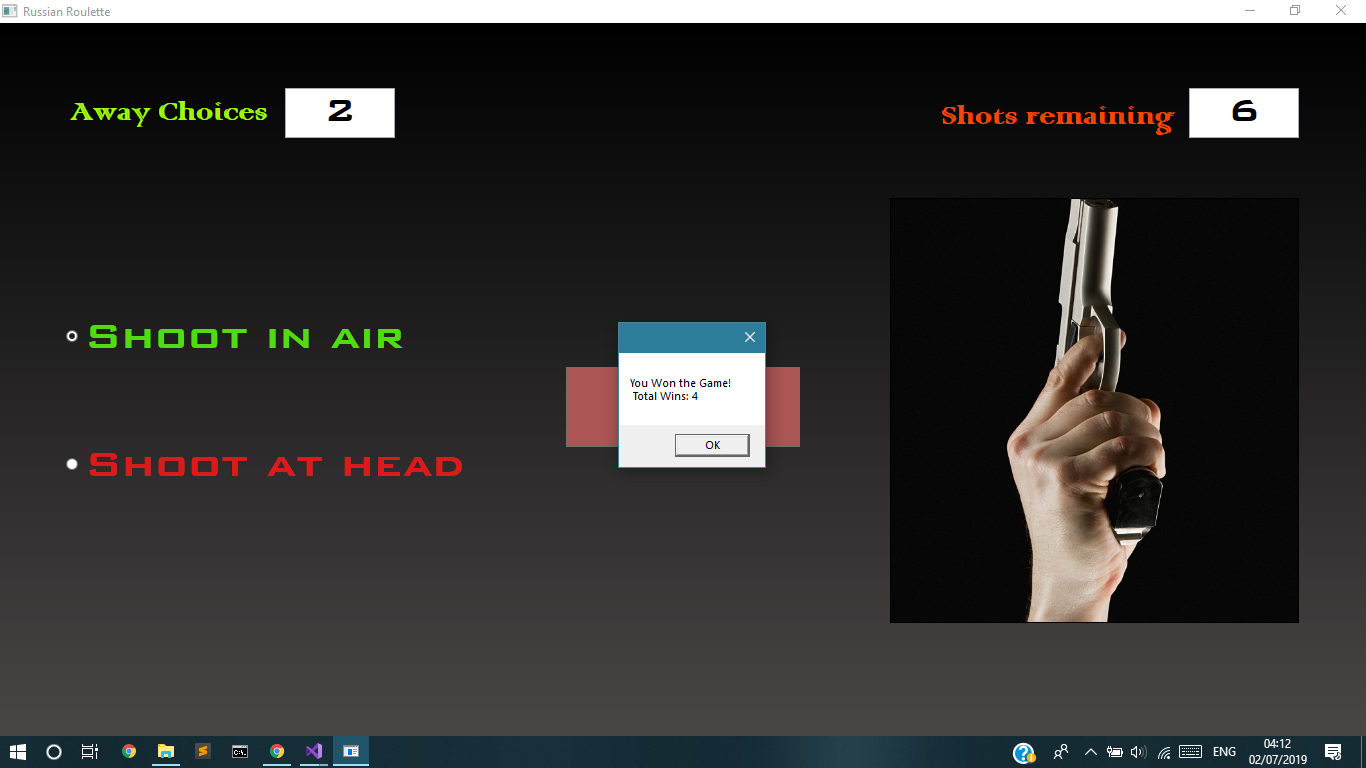 Russian Roulette
Away Choices 2
Shots remaining 6
Shoot in air
You Won the Game!
Total Wins: 4
OK
Shoot at head
ENG
04:12
02/07/2019